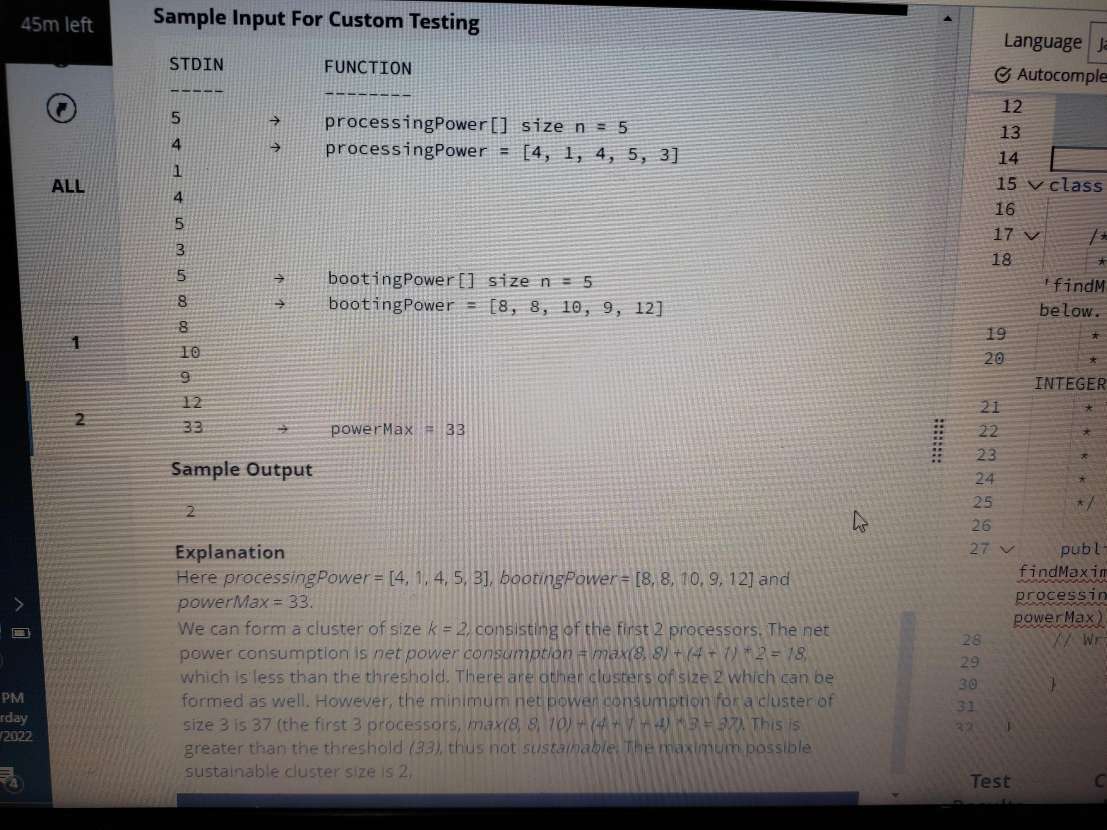 45m left
Sample Input For Custom Testing
STDIN FUNCTION
----- --------
5 → processingPower[] size n = 5
4 → processingPower = [4, 1, 4, 5, 3]
1
4
5
3
5 → bootingPower[] size n = 5
8 → bootingPower = [8, 8, 10, 9, 12]
8
10
9
12
33 → powerMax = 33
Sample Output
2
Explanation
Here processingPower = [4, 1, 4, 5, 3], bootingPower = [8, 8, 10, 9, 12] and
powerMax = 33.
We can form a cluster of size k = 2, consisting of the first 2 processors. The net
power consumption is net power consumption = max(8, 8) + (4 + 1) * 2 = 18,
which is less than the threshold. There are other clusters of size 2 which can be
formed as well. However, the minimum net power consumption for a cluster of
size 3 is 37 (the first 3 processors, max(8, 8, 10) + (4 + 1 + 4) * 3 = 37). This is
greater than the threshold (33), thus not sustainable. The maximum possible
sustainable cluster size is 2.
ALL
1
2
PM
rday
/2022
4
Language Ja
Autocomple
12
13
14
15 class
16
17 /*
18 *
'findM
below.
19 *
20 *
INTEGER
21 *
22 *
23 *
24 *
25 */
26
27 publi
findMaxim
processin
powerMax)
28 // Wr
29
30 }
31
32 }
Test C